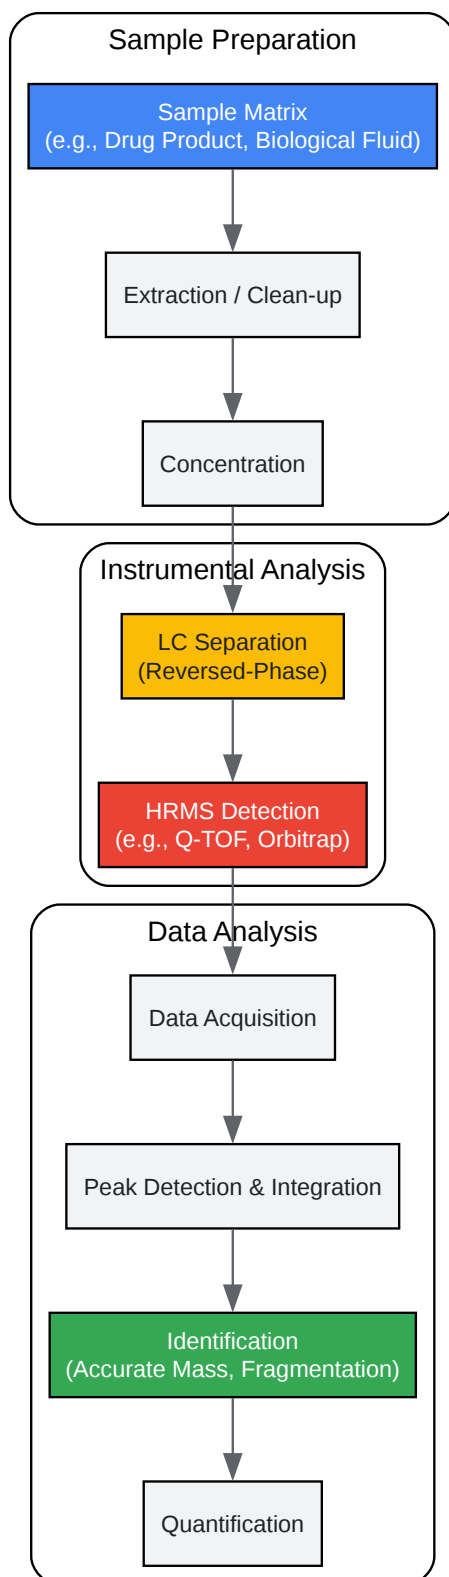 Sample Preparation
Sample Matrix
(e.g., Drug Product, Biological Fluid)
Extraction / Clean-up
Concentration
Instrumental Analysis
LC Separation
(Reversed-Phase)
HRMS Detection
(e.g., Q-TOF, Orbitrap)
Data Analysis
Data Acquisition
Peak Detection & Integration
Identification
(Accurate Mass, Fragmentation)
Quantification